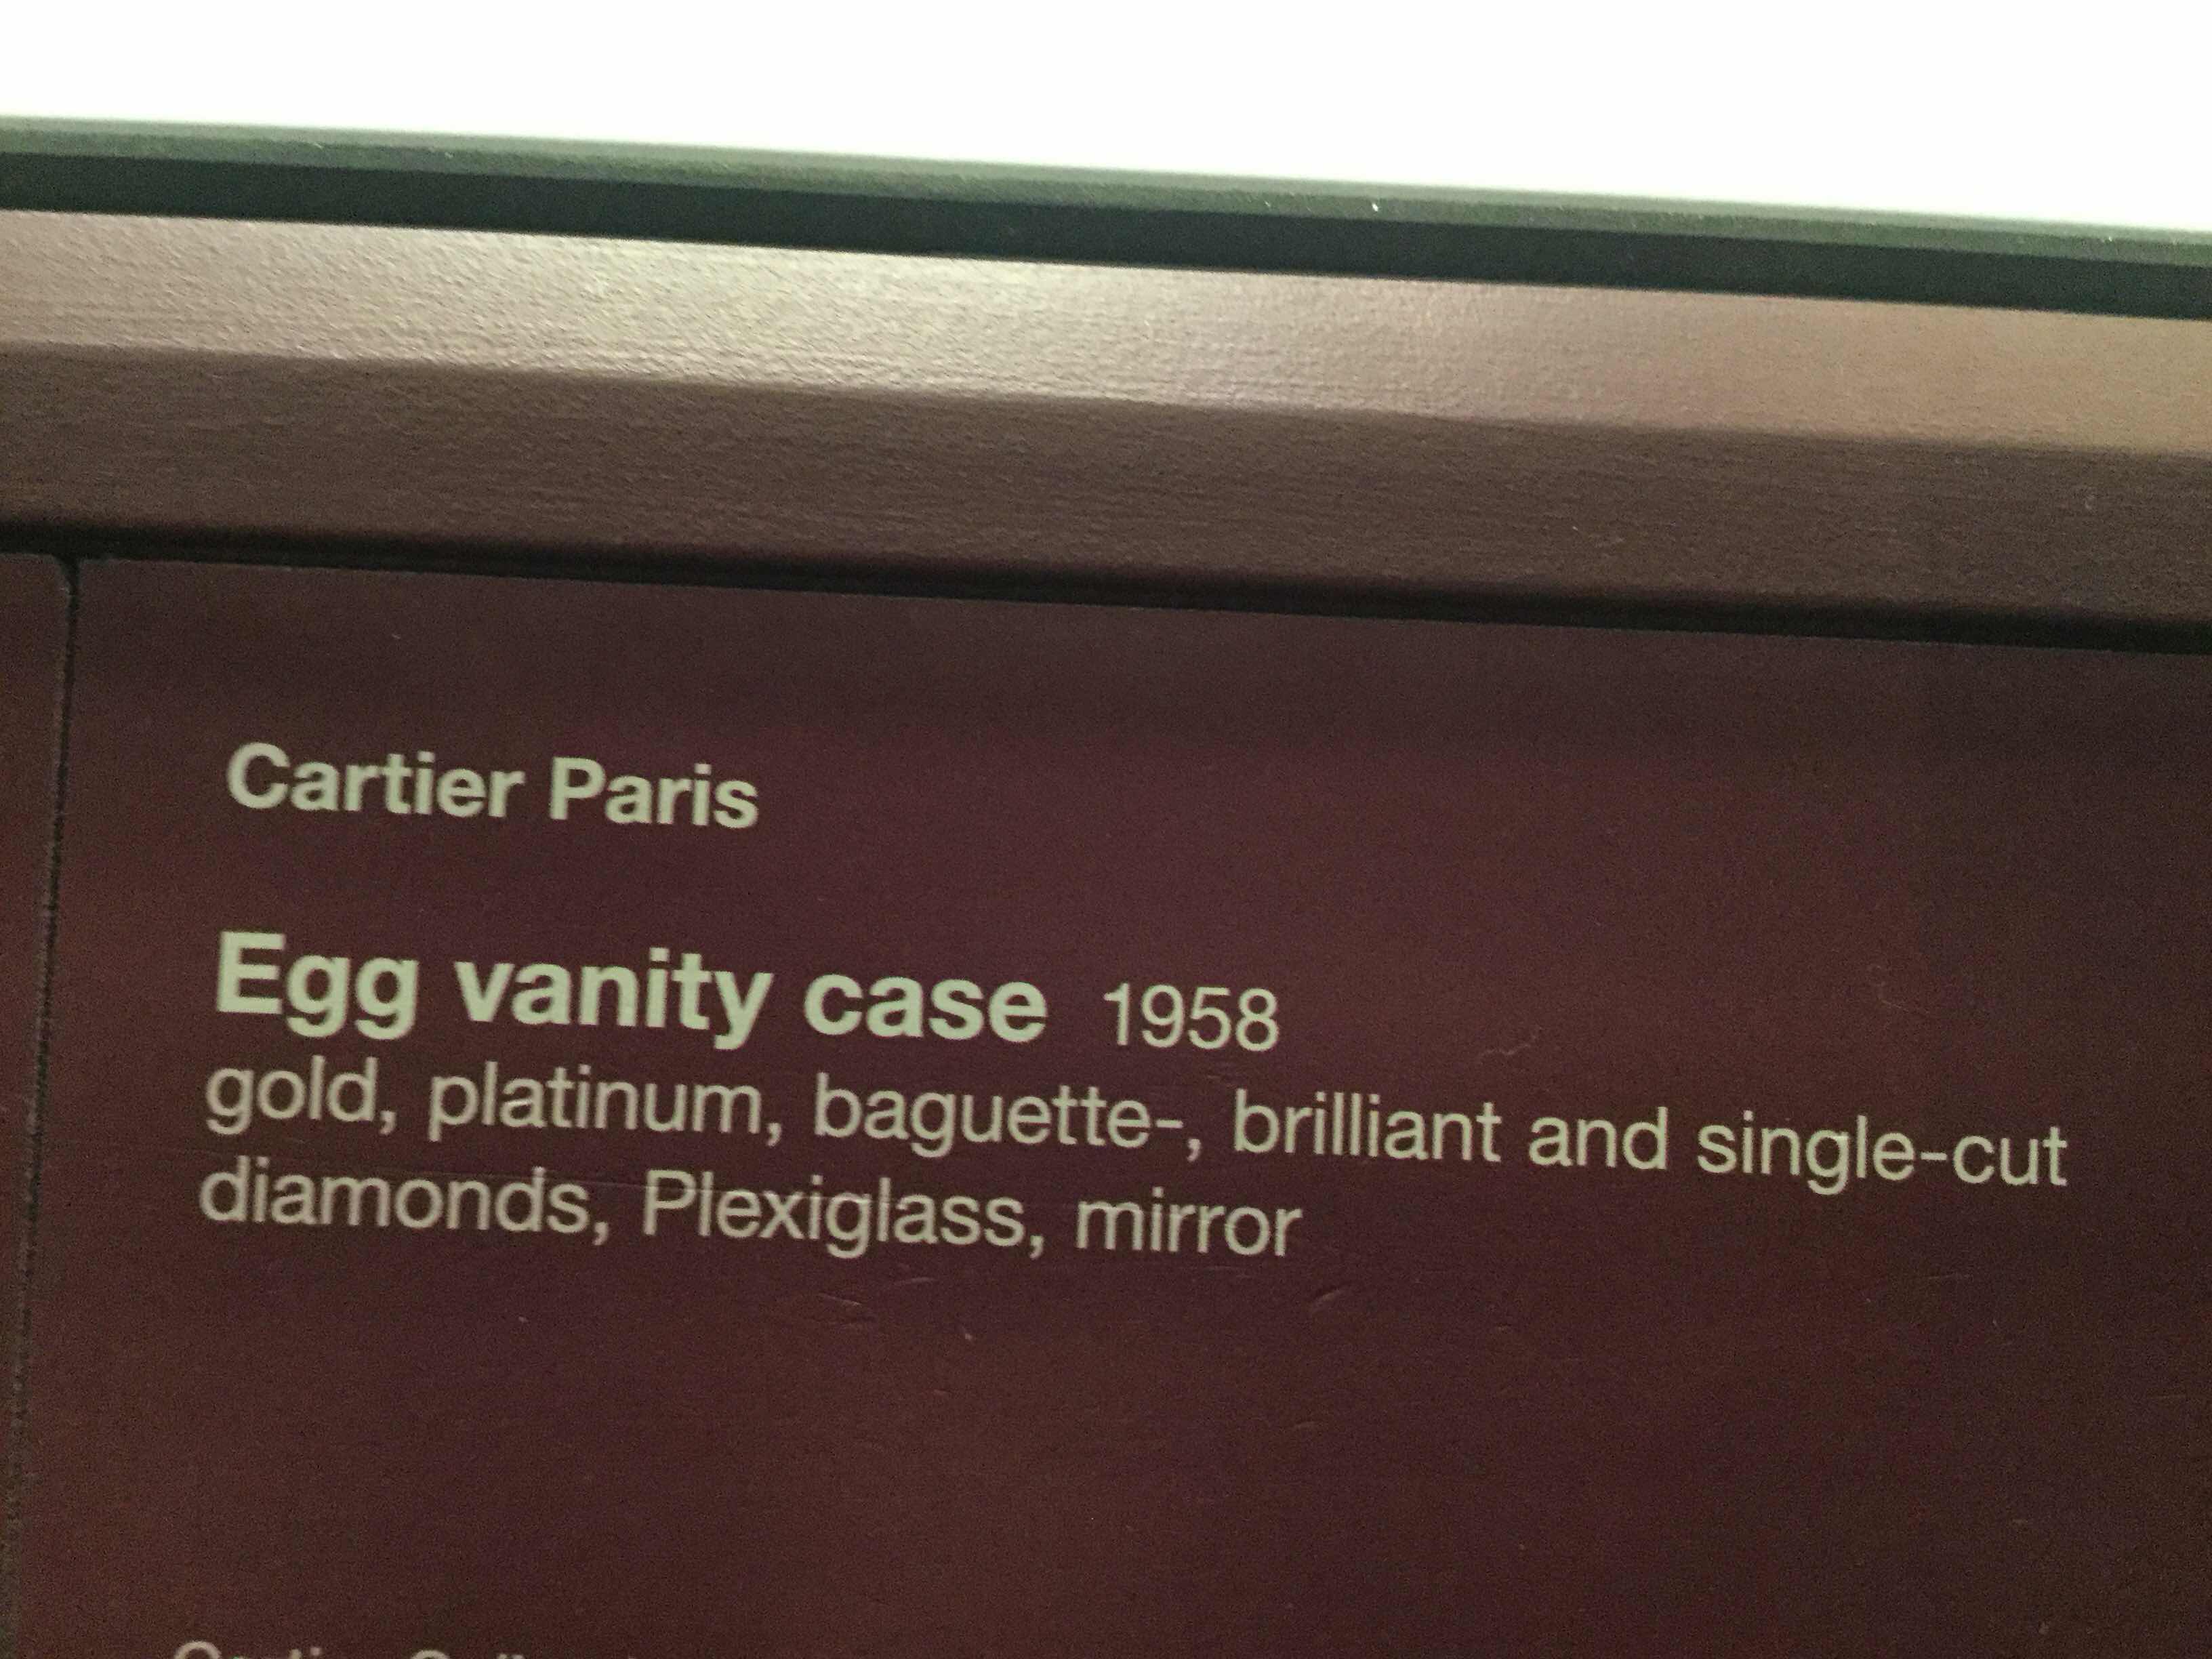 Cartier Paris
Egg vanity case 1958
gold, platinum, baguette-, brilliant and single-cut
diamonds, Plexiglass, mirror